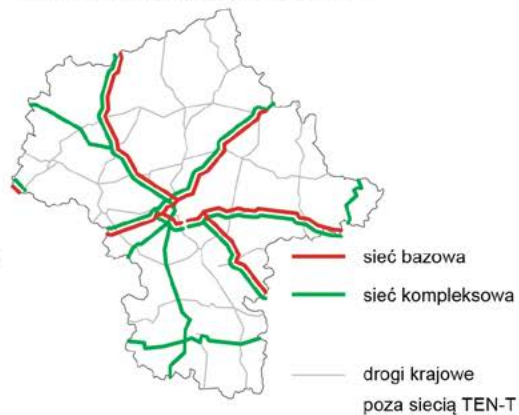 sieć bazowa
sieć kompleksowa
drogi krajowe
poza siecią TEN-T